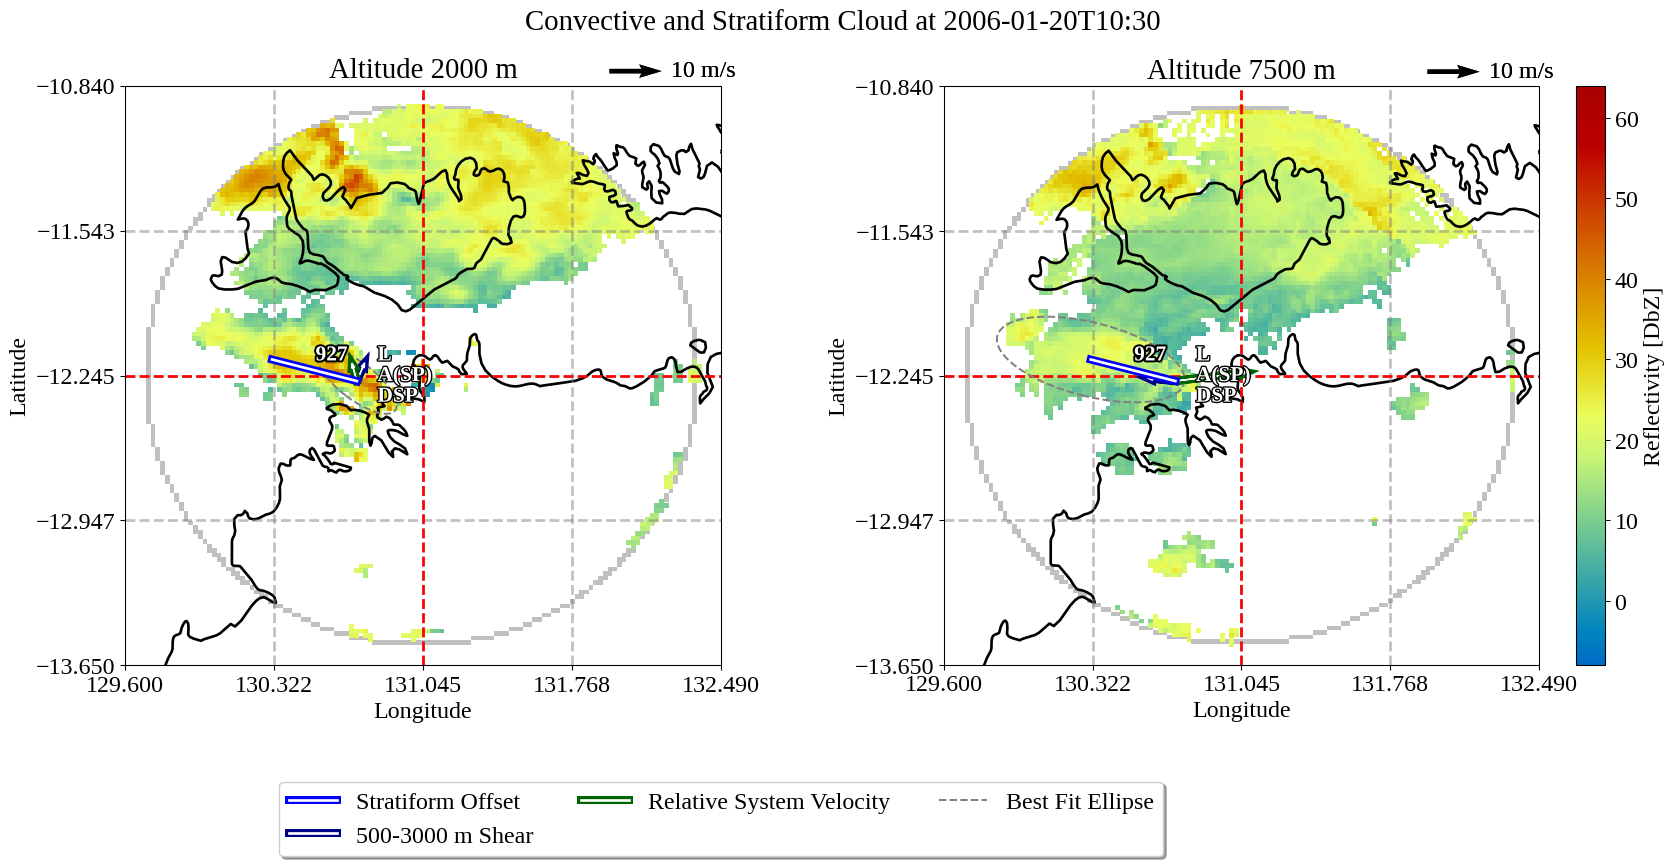 Convective and Stratiform Cloud at 2006-01-20T10:30
Altitude 2000 m
10 m/s
−10.840
−11.543
−12.245
−12.947
−13.650
129.600
130.322
131.045
131.768
132.490
Latitude
Longitude
927
L
A(SP)
DSP
Altitude 7500 m
10 m/s
−10.840
−11.543
−12.245
−12.947
−13.650
129.600
130.322
131.045
131.768
132.490
Latitude
Longitude
927
L
A(SP)
DSP
60
50
40
30
20
10
0
Reflectivity [DbZ]
Stratiform Offset
500-3000 m Shear
Relative System Velocity
Best Fit Ellipse